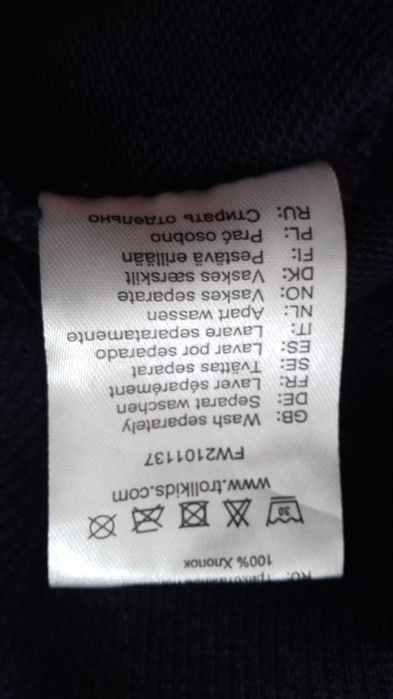 RU:
100% Хлопок
30
www.trollkids.com
FW2101137
GB: Wash separately
DE: Separat waschen
FR: Laver séparément
SE: Tvättas separat
ES: Lavar por separado
IT: Lavare separatamente
NL: Apart wassen
NO: Vaskes separate
DK: Vaskes særskilt
FI: Pestävä erillään
PL: Prać osobno
RU: Стирать отдельно